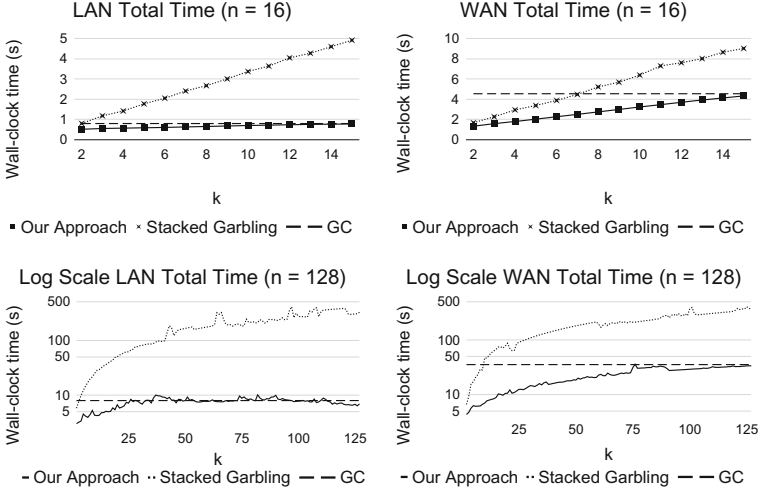 LAN Total Time (n = 16)
Wall-clock time (s)
5
4
3
2
1
0
2 4 6 8 10 12 14
k
Our Approach Stacked Garbling GC
WAN Total Time (n = 16)
Wall-clock time (s)
10
8
6
4
2
0
2 4 6 8 10 12 14
k
Our Approach Stacked Garbling GC
Log Scale LAN Total Time (n = 128)
Wall-clock time (s)
500
100
50
10
5
25 50 75 100 125
k
Our Approach Stacked Garbling GC
Log Scale WAN Total Time (n = 128)
Wall-clock time (s)
500
100
50
10
5
25 50 75 100 125
k
Our Approach Stacked Garbling GC